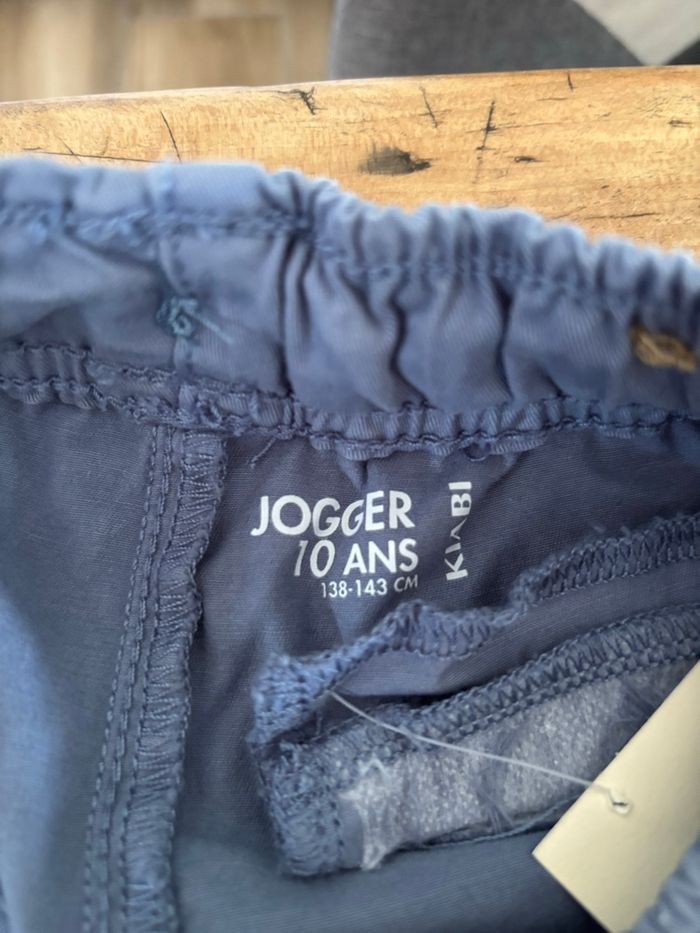 JOGGER
10 ANS
138-143 CM
KIABI